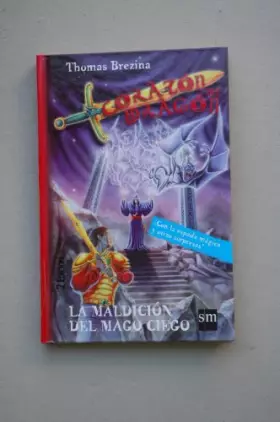 Thomas Brezina
CORAZÓN
DRAGÓN
¡Con la espada mágica
y otras sorpresas!
LA MALDICIÓN
DEL MAGO CIEGO
sm